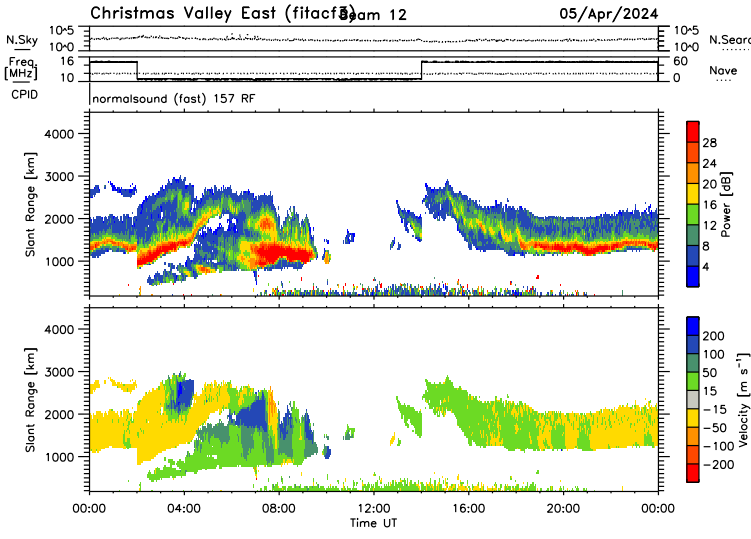 Christmas Valley East (fitacf3) Beam 12 05/Apr/2024
N.Sky 10^5 10^5
10^0 10^0 N.Searc
Freq. 16 60
[MHz] 10 0 Nave
CPID
normalsound (fast) 157 RF
Slant Range [km]
4000
3000
2000
1000
Power [dB]
28
24
20
16
12
8
4
Slant Range [km]
4000
3000
2000
1000
Velocity [m s⁻¹]
200
100
50
15
−15
−50
−100
−200
00:00 04:00 08:00 12:00 16:00 20:00 00:00
Time UT